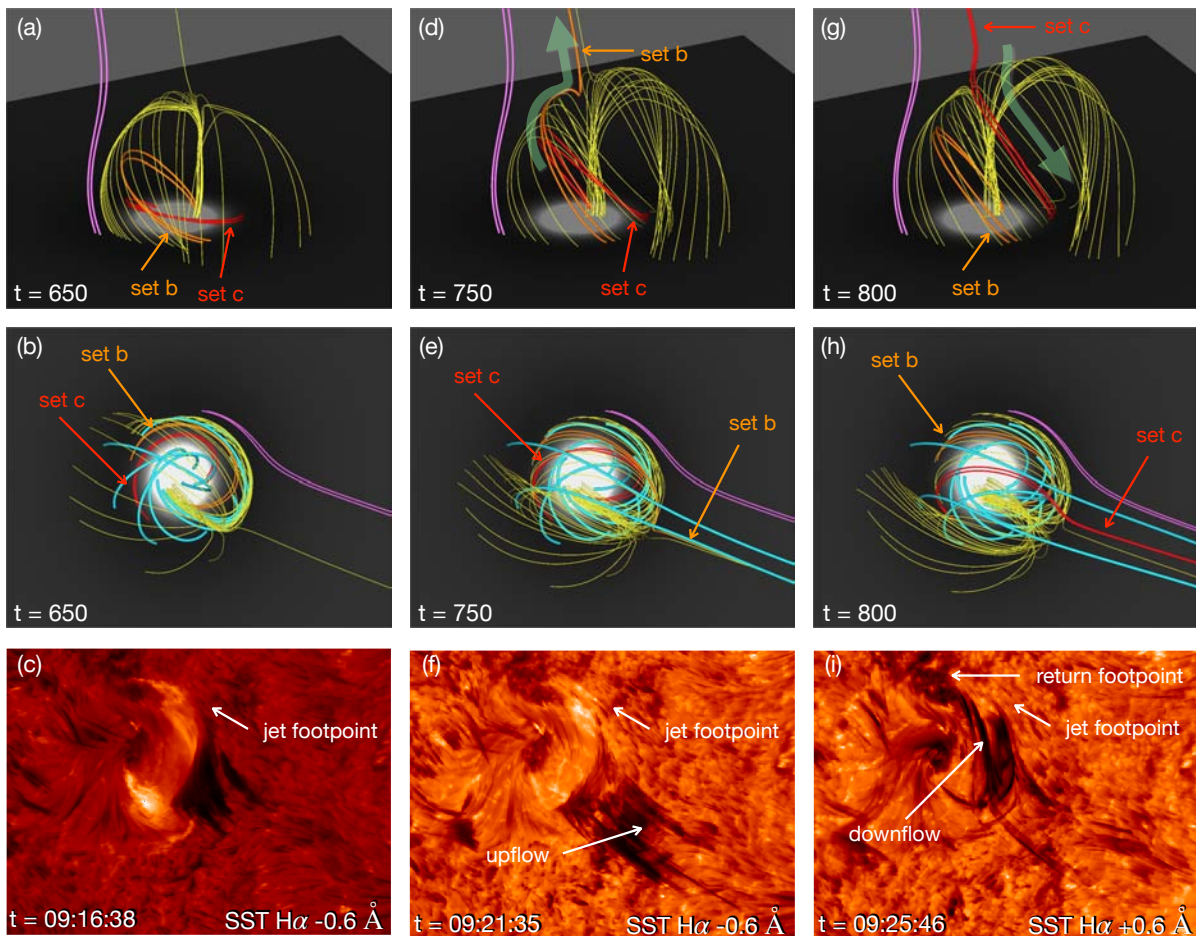 (a)
set b
set c
t = 650
(d)
set b
set c
t = 750
(g)
set c
set b
t = 800
(b)
set b
set c
t = 650
(e)
set c
set b
t = 750
(h)
set b
set c
t = 800
(c)
jet footpoint
t = 09:16:38
SST Hα -0.6 Å
(f)
jet footpoint
upflow
t = 09:21:35
SST Hα -0.6 Å
(i)
return footpoint
jet footpoint
downflow
t = 09:25:46
SST Hα +0.6 Å